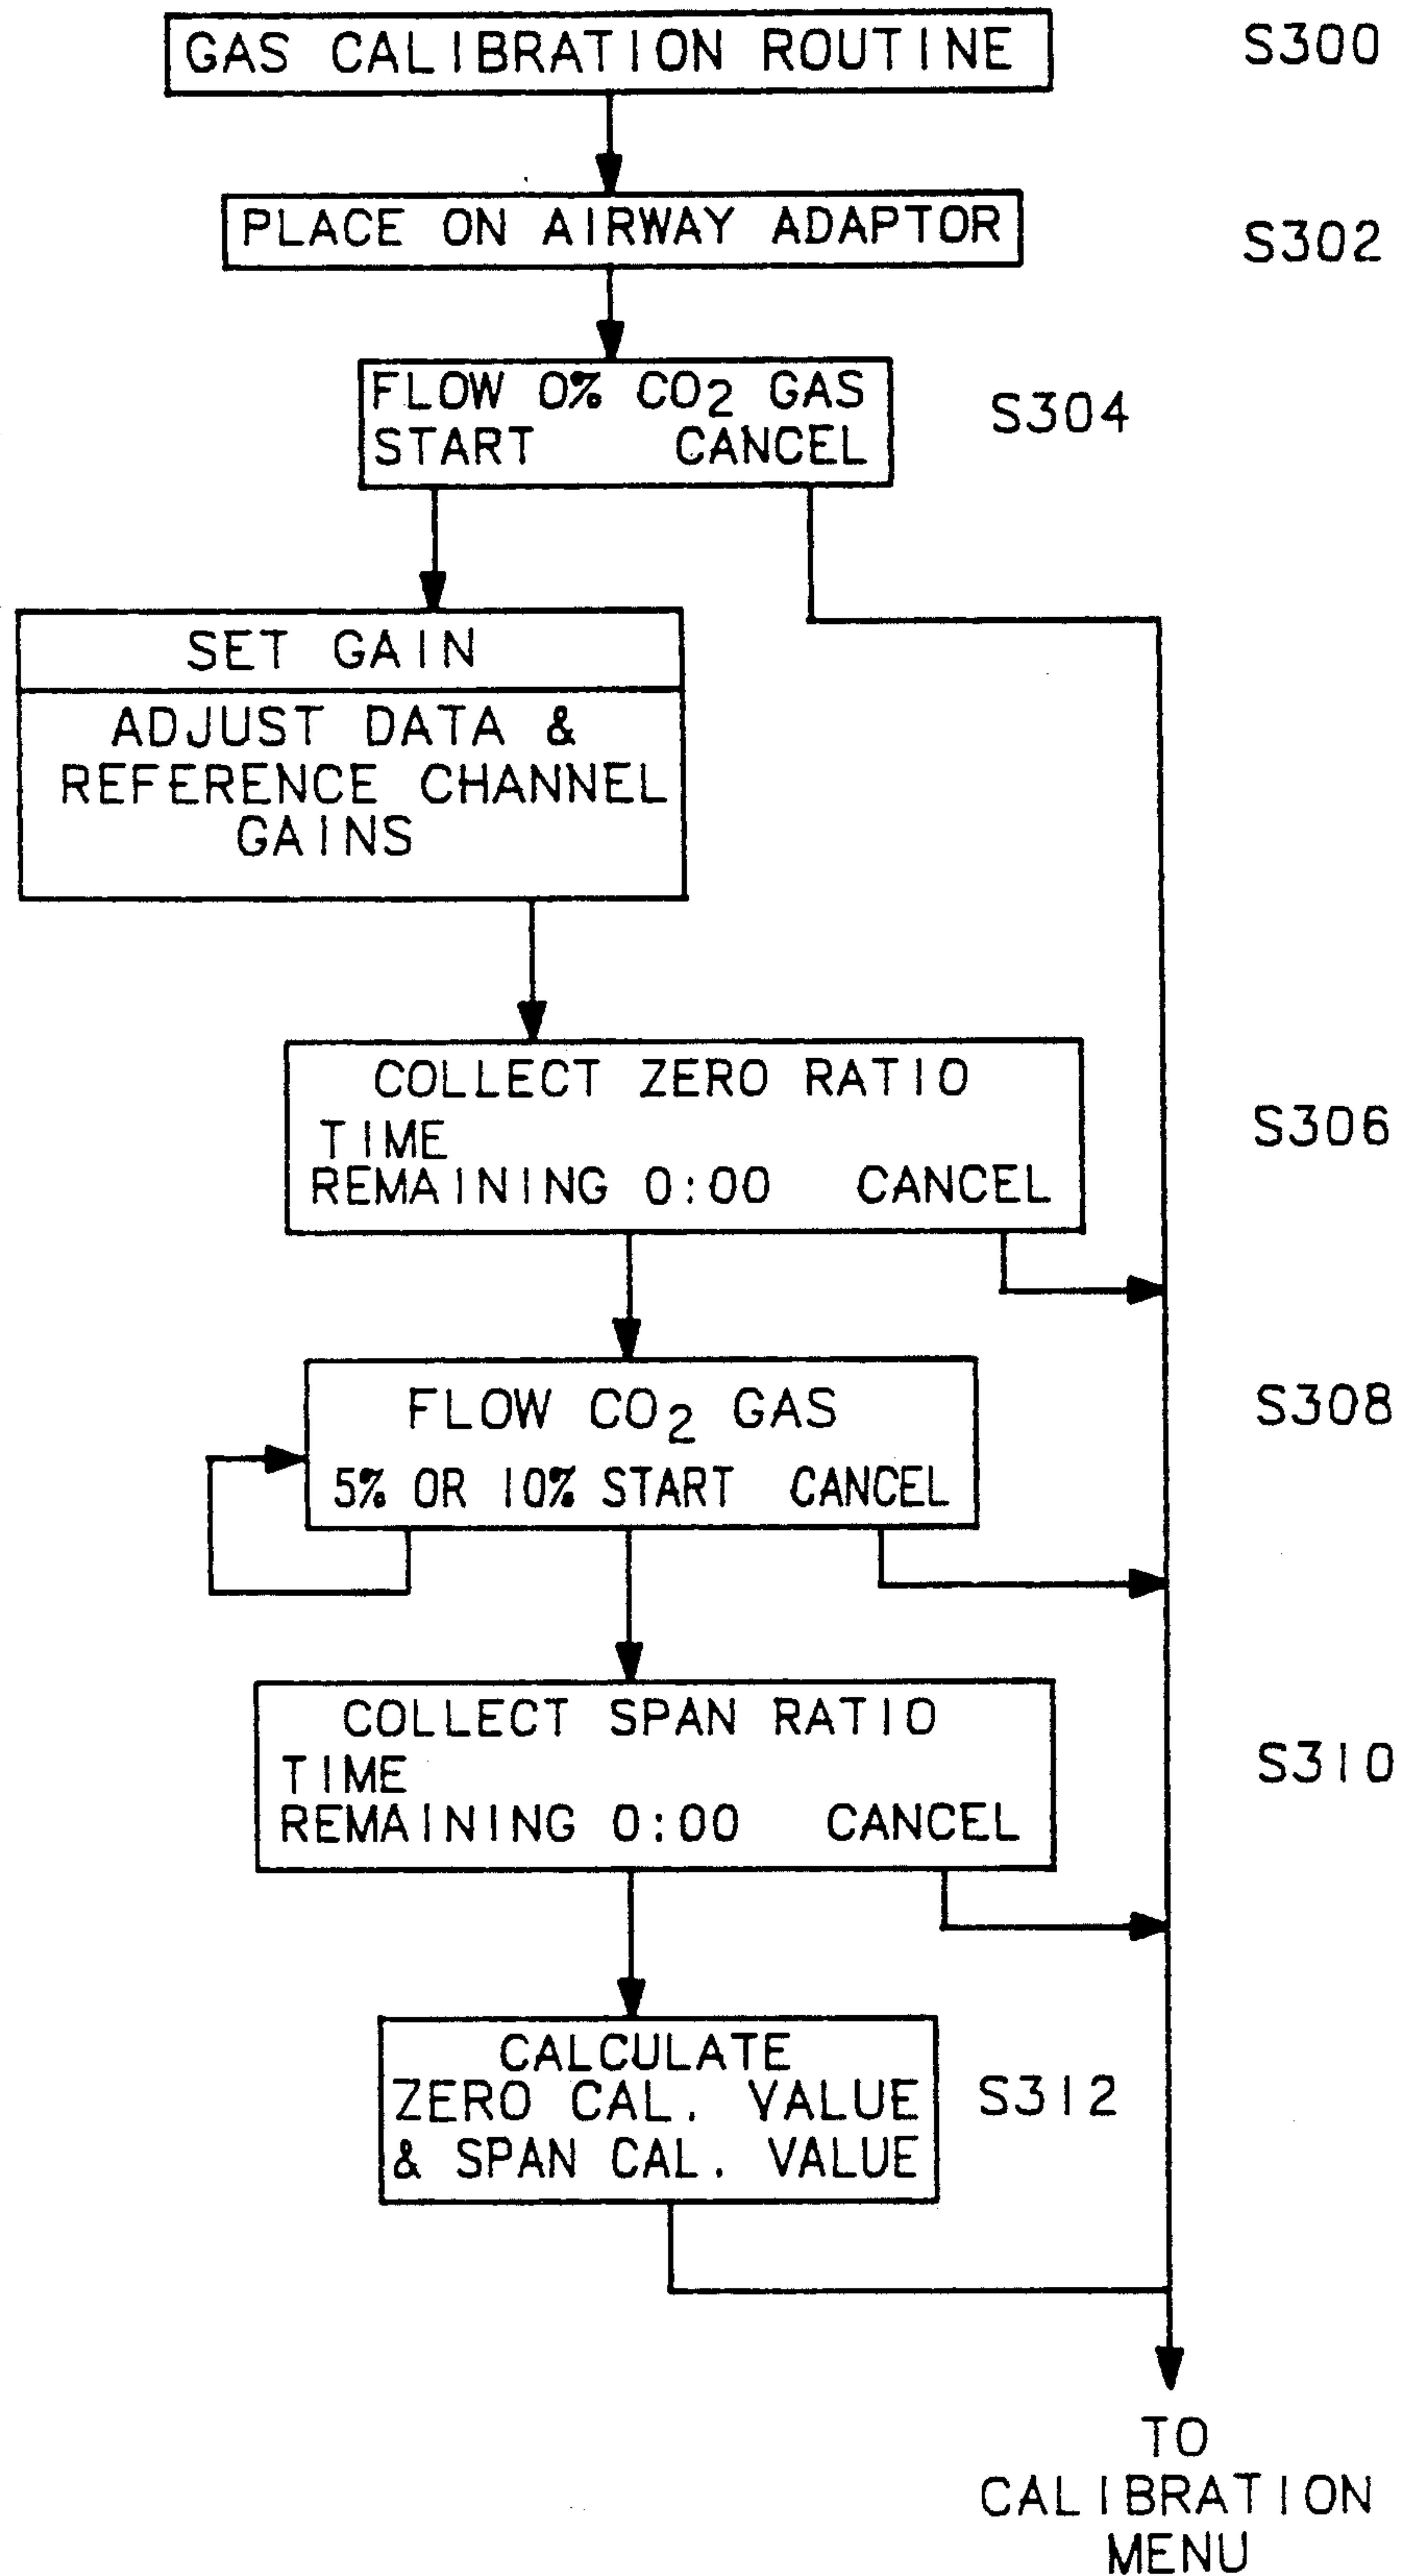 GAS CALIBRATION ROUTINE
S300
PLACE ON AIRWAY ADAPTOR
S302
FLOW 0% CO2 GAS
START CANCEL
S304
SET GAIN
ADJUST DATA &
REFERENCE CHANNEL
GAINS
COLLECT ZERO RATIO
TIME
REMAINING 0:00 CANCEL
S306
FLOW CO2 GAS
5% OR 10% START CANCEL
S308
COLLECT SPAN RATIO
TIME
REMAINING 0:00 CANCEL
S310
CALCULATE
ZERO CAL. VALUE
& SPAN CAL. VALUE
S312
TO
CALIBRATION
MENU